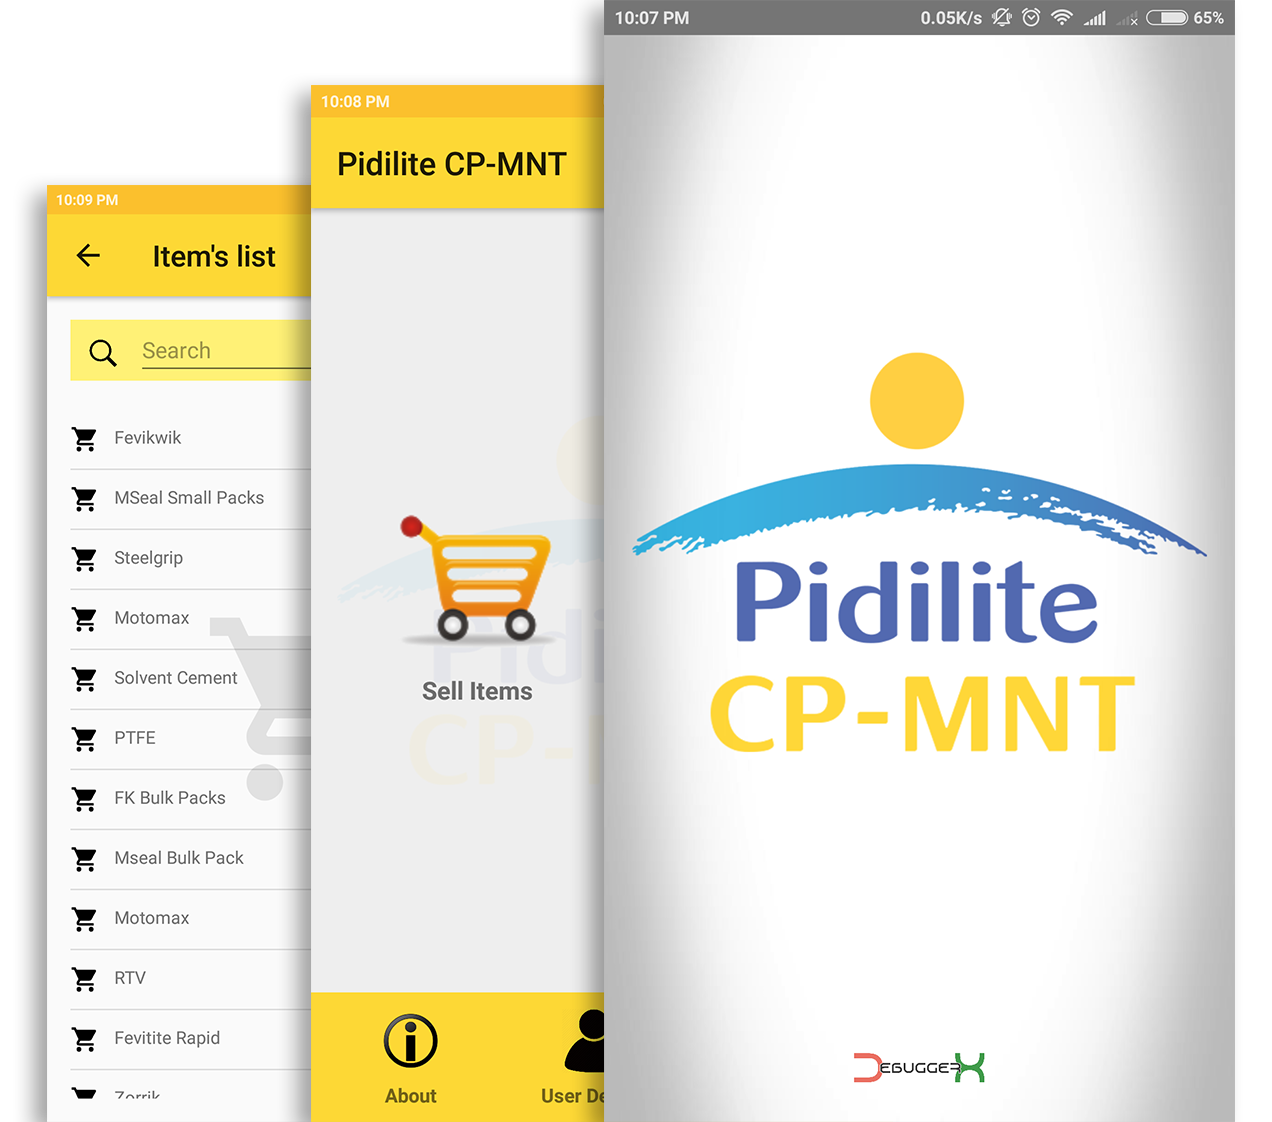 10:09 PM
Item's list
Search
Fevikwik
MSeal Small Packs
Steelgrip
Motomax
Solvent Cement
PTFE
FK Bulk Packs
Mseal Bulk Pack
Motomax
RTV
Fevitite Rapid
Zorrik
10:08 PM
Pidilite CP-MNT
Pidi
CP-
Sell Items
About
User De
10:07 PM 0.05K/s 65%
Pidilite
CP-MNT
DEBUGGERX